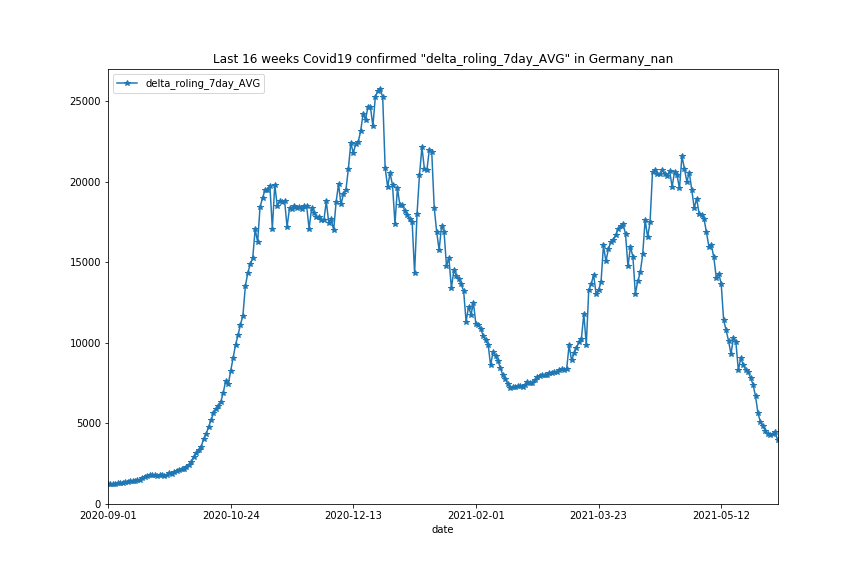 Last 16 weeks Covid19 confirmed "delta_roling_7day_AVG" in Germany_nan
delta_roling_7day_AVG
25000
20000
15000
10000
5000
0
2020-09-01 2020-10-24 2020-12-13 2021-02-01 2021-03-23 2021-05-12
date